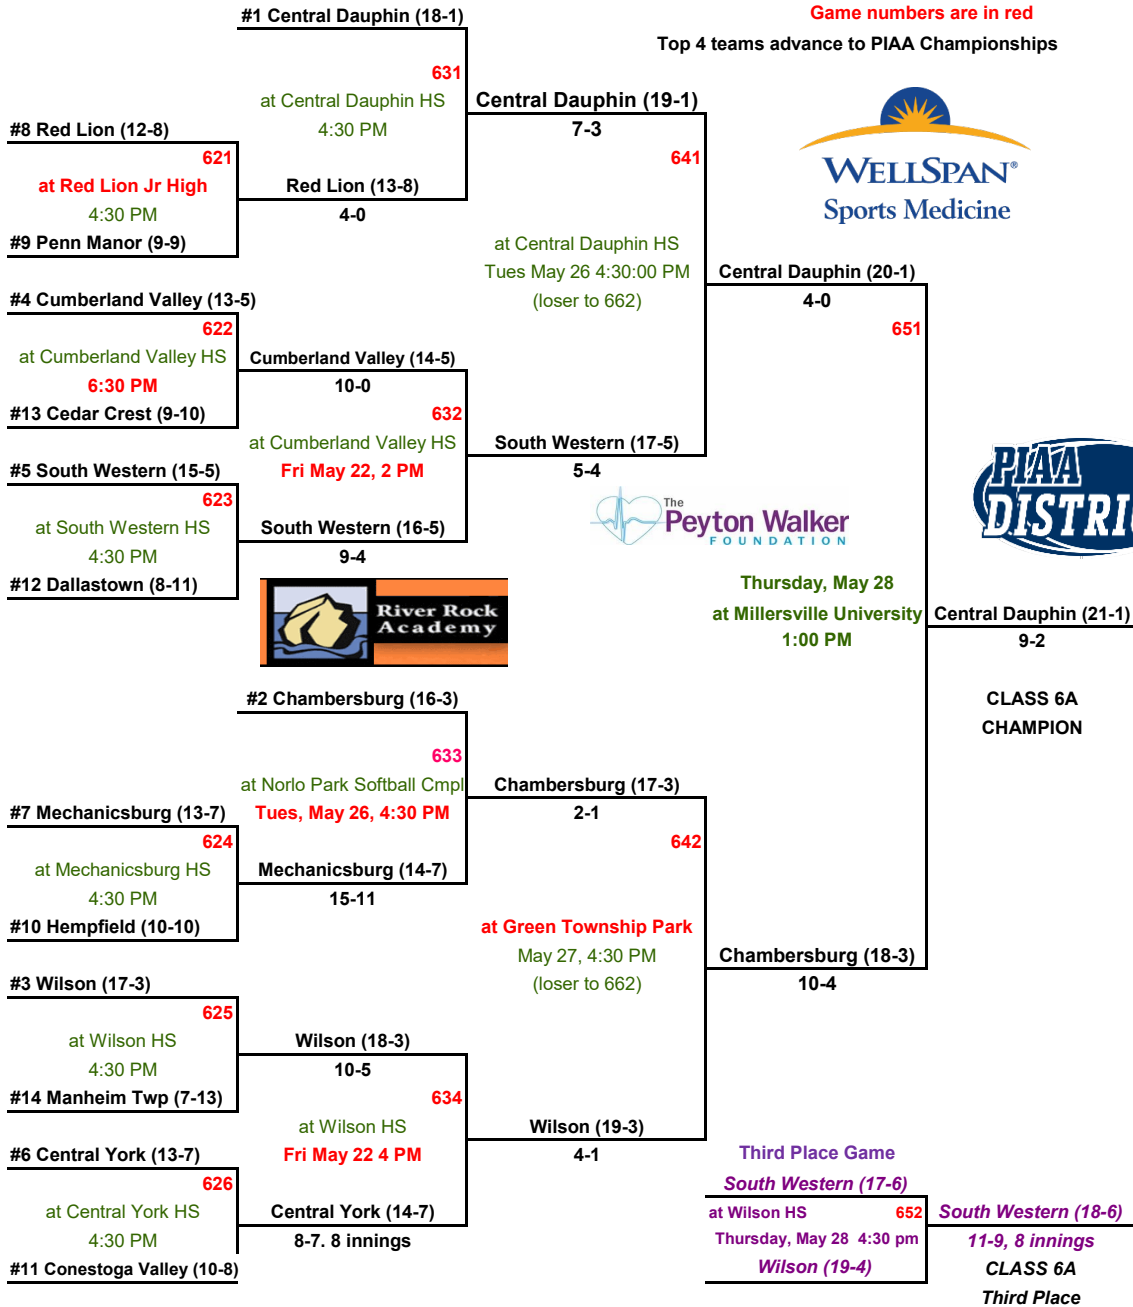 Game numbers are in red
Top 4 teams advance to PIAA Championships
WELLSPAN®
Sports Medicine
#1 Central Dauphin (18-1)
631
at Central Dauphin HS
4:30 PM
#8 Red Lion (12-8)
621
at Red Lion Jr High
4:30 PM
#9 Penn Manor (9-9)
Red Lion (13-8)
4-0
Central Dauphin (19-1)
7-3
641
at Central Dauphin HS
Tues May 26 4:30:00 PM
(loser to 662)
#4 Cumberland Valley (13-5)
622
at Cumberland Valley HS
6:30 PM
#13 Cedar Crest (9-10)
Cumberland Valley (14-5)
10-0
632
at Cumberland Valley HS
Fri May 22, 2 PM
#5 South Western (15-5)
623
at South Western HS
4:30 PM
#12 Dallastown (8-11)
South Western (16-5)
9-4
South Western (17-5)
5-4
Central Dauphin (20-1)
4-0
651
The
Peyton Walker
FOUNDATION
PIAA
DISTRI
River Rock
Academy
Thursday, May 28
at Millersville University
1:00 PM
Central Dauphin (21-1)
9-2
CLASS 6A
CHAMPION
#2 Chambersburg (16-3)
633
at Norlo Park Softball Cmpl
Tues, May 26, 4:30 PM
#7 Mechanicsburg (13-7)
624
at Mechanicsburg HS
4:30 PM
#10 Hempfield (10-10)
Mechanicsburg (14-7)
15-11
Chambersburg (17-3)
2-1
642
at Green Township Park
May 27, 4:30 PM
(loser to 662)
Chambersburg (18-3)
10-4
#3 Wilson (17-3)
625
at Wilson HS
4:30 PM
#14 Manheim Twp (7-13)
Wilson (18-3)
10-5
634
at Wilson HS
Fri May 22 4 PM
#6 Central York (13-7)
626
at Central York HS
4:30 PM
#11 Conestoga Valley (10-8)
Central York (14-7)
8-7. 8 innings
Wilson (19-3)
4-1
Third Place Game
South Western (17-6)
at Wilson HS 652
Thursday, May 28 4:30 pm
Wilson (19-4)
South Western (18-6)
11-9, 8 innings
CLASS 6A
Third Place